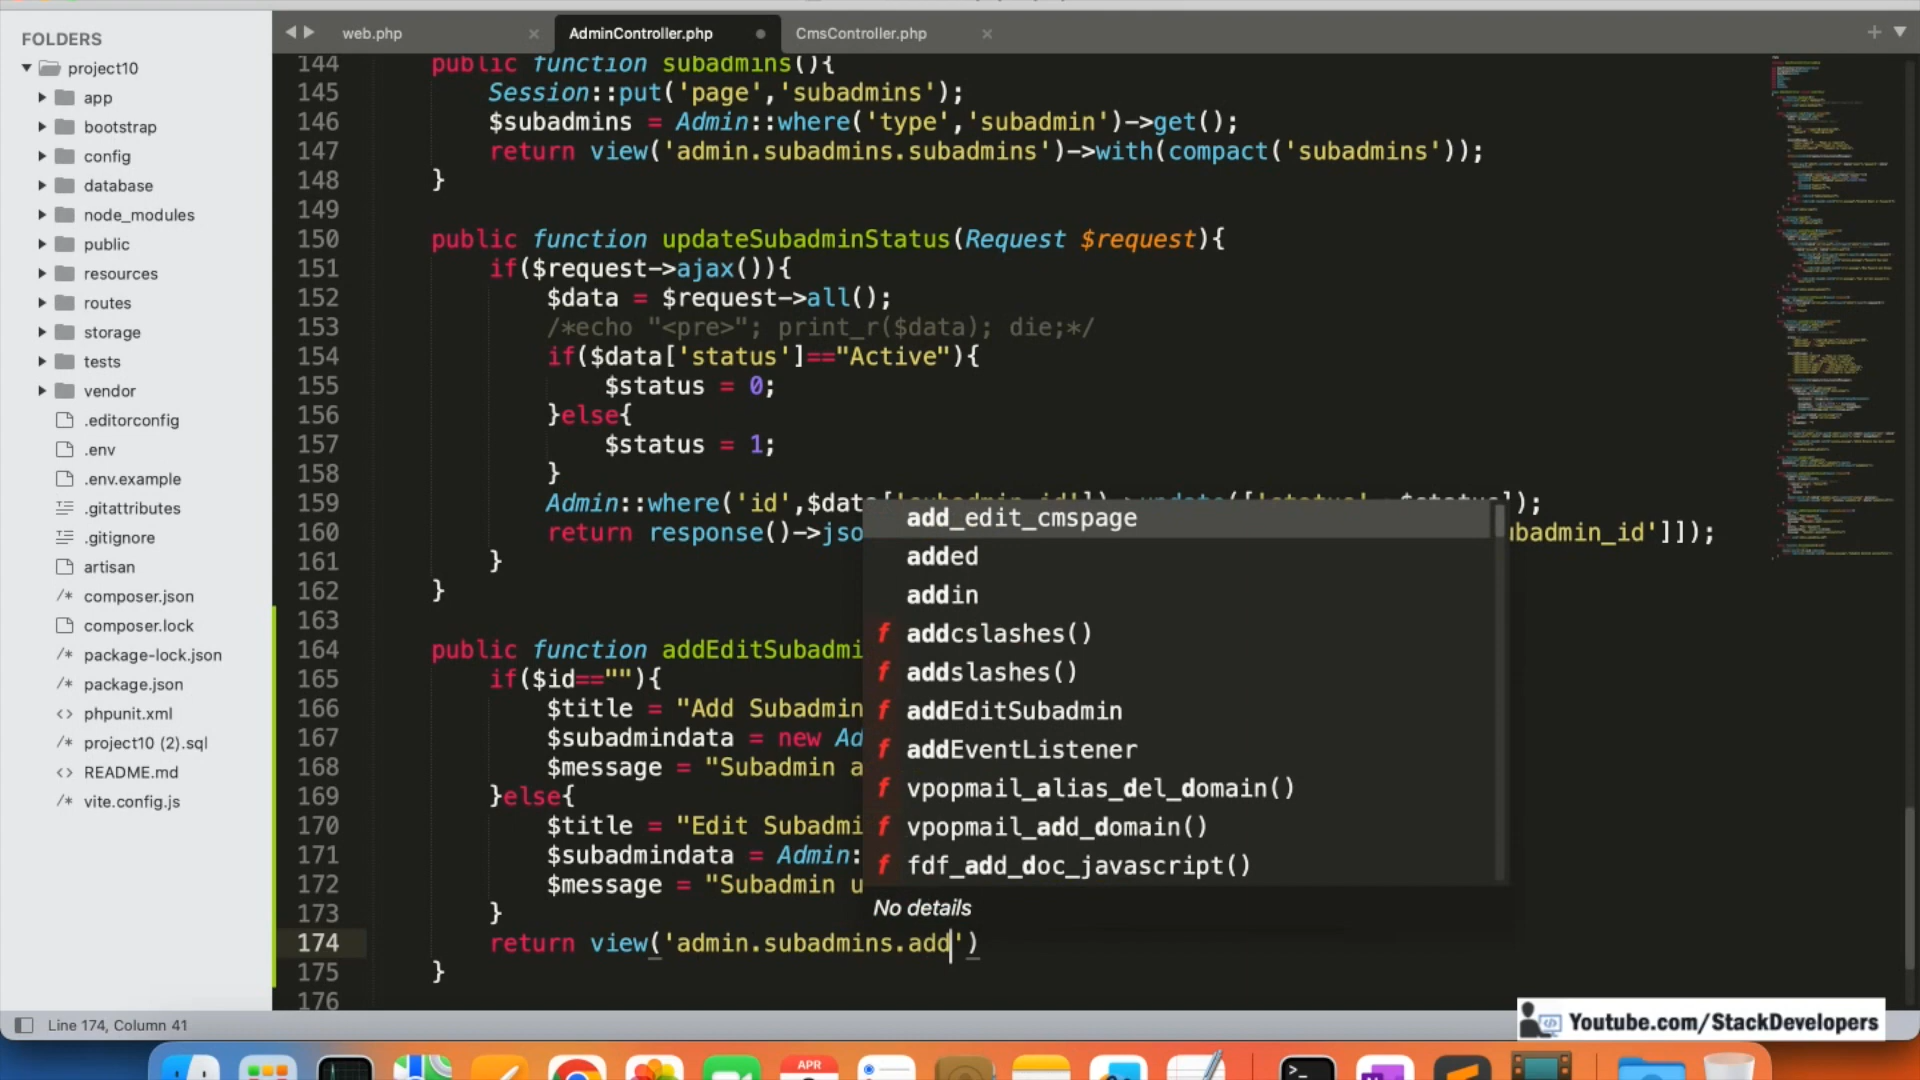 FOLDERS
project10
app
bootstrap
config
database
node_modules
public
resources
routes
storage
tests
vendor
.editorconfig
.env
.env.example
.gitattributes
.gitignore
artisan
composer.json
composer.lock
package-lock.json
package.json
phpunit.xml
project10 (2).sql
README.md
vite.config.js
web.php
AdminController.php
CmsController.php
144 public function subadmins(){
145 Session::put('page','subadmins');
146 $subadmins = Admin::where('type','subadmin')->get();
147 return view('admin.subadmins.subadmins')->with(compact('subadmins'));
148 }
149
150 public function updateSubadminStatus(Request $request){
151 if($request->ajax()){
152 $data = $request->all();
153 /*echo "<pre>"; print_r($data); die;*/
154 if($data['status']=="Active"){
155 $status = 0;
156 }else{
157 $status = 1;
158 }
159 Admin::where('id',$data['subadmin_id'])->update(['status'=>$status]);
160 return response()->jso ubadmin_id']]);
161 }
162 }
163
164 public function addEditSubadmi
165 if($id==""){
166 $title = "Add Subadmin
167 $subadmindata = new Ad
168 $message = "Subadmin a
169 }else{
170 $title = "Edit Subadmi
171 $subadmindata = Admin:
172 $message = "Subadmin u
173 }
174 return view('admin.subadmins.add')
175 }
176
add_edit_cmspage
added
addin
f addcslashes()
f addslashes()
f addEditSubadmin
f addEventListener
f vpopmail_alias_del_domain()
f vpopmail_add_domain()
f fdf_add_doc_javascript()
No details
Line 174, Column 41
Youtube.com/StackDevelopers
APR